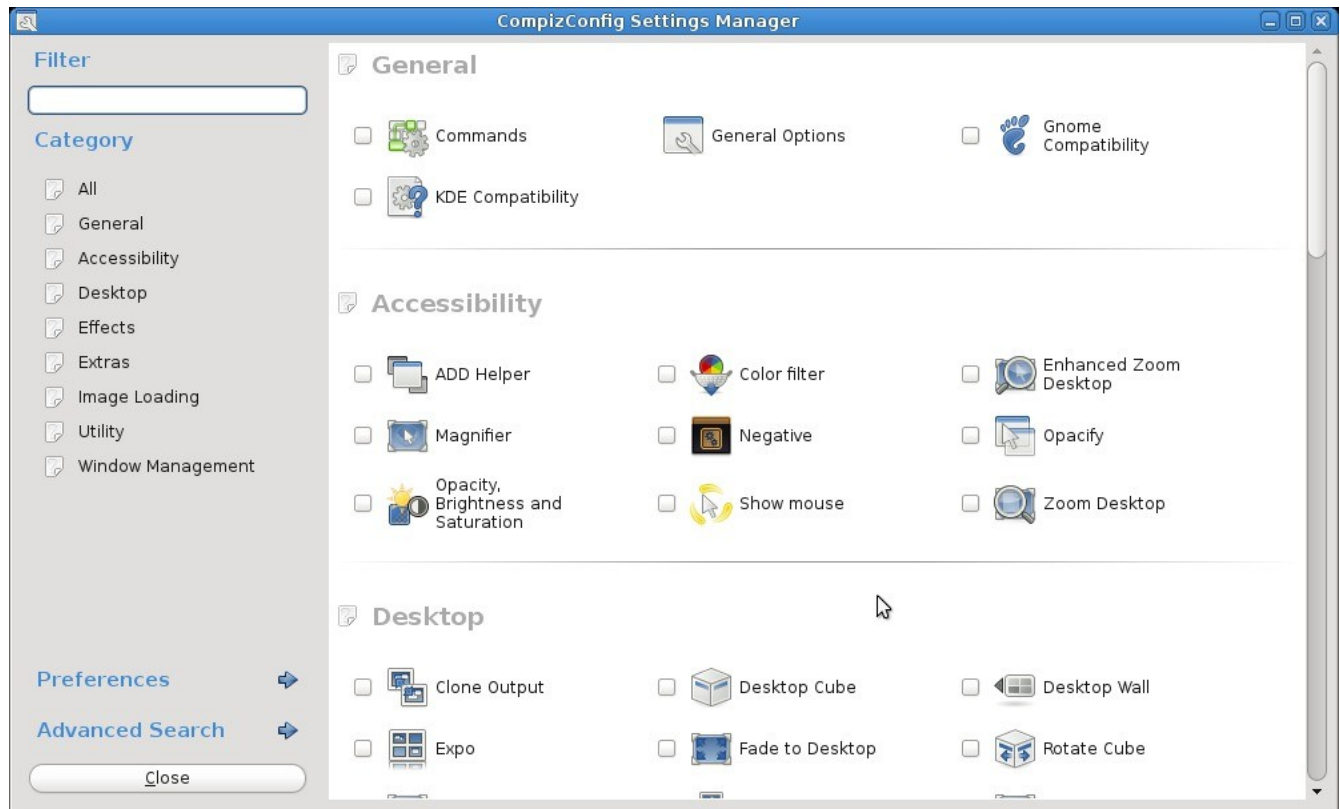 CompizConfig Settings Manager
Filter
Category
All
General
Accessibility
Desktop
Effects
Extras
Image Loading
Utility
Window Management
Preferences
Advanced Search
Close
General
Commands
General Options
Gnome
Compatibility
KDE Compatibility
Accessibility
ADD Helper
Color filter
Enhanced Zoom
Desktop
Magnifier
Negative
Opacify
Opacity,
Brightness and
Saturation
Show mouse
Zoom Desktop
Desktop
Clone Output
Desktop Cube
Desktop Wall
Expo
Fade to Desktop
Rotate Cube